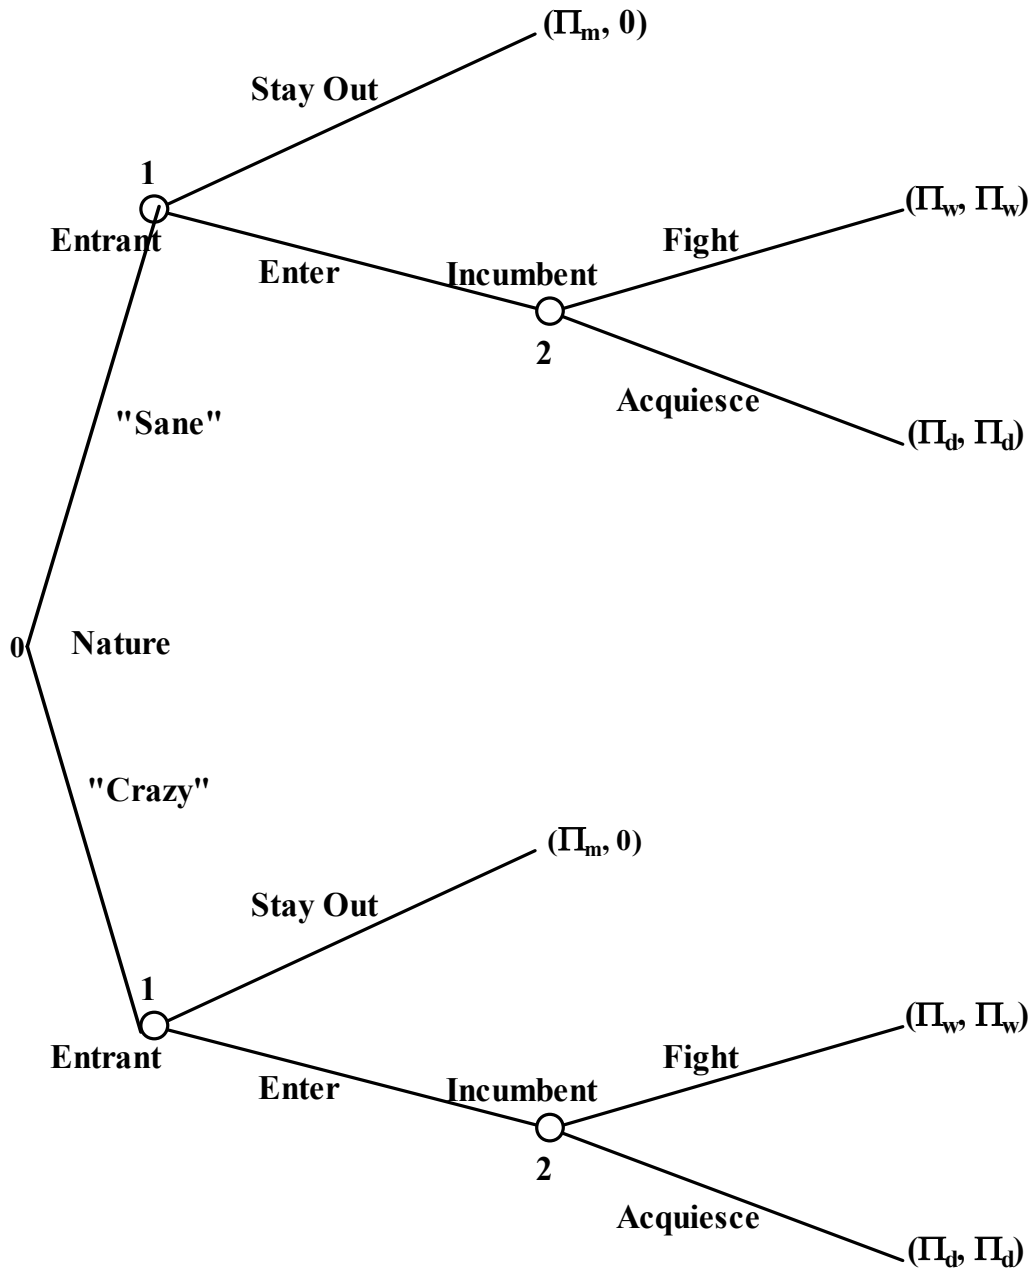 (Πm, 0)
Stay Out
1
(Πw, Πw)
Entrant
Fight
Enter
Incumbent
2
Acquiesce
"Sane"
(Πd, Πd)
0
Nature
"Crazy"
(Πm, 0)
Stay Out
1
(Πw, Πw)
Entrant
Fight
Enter
Incumbent
2
Acquiesce
(Πd, Πd)